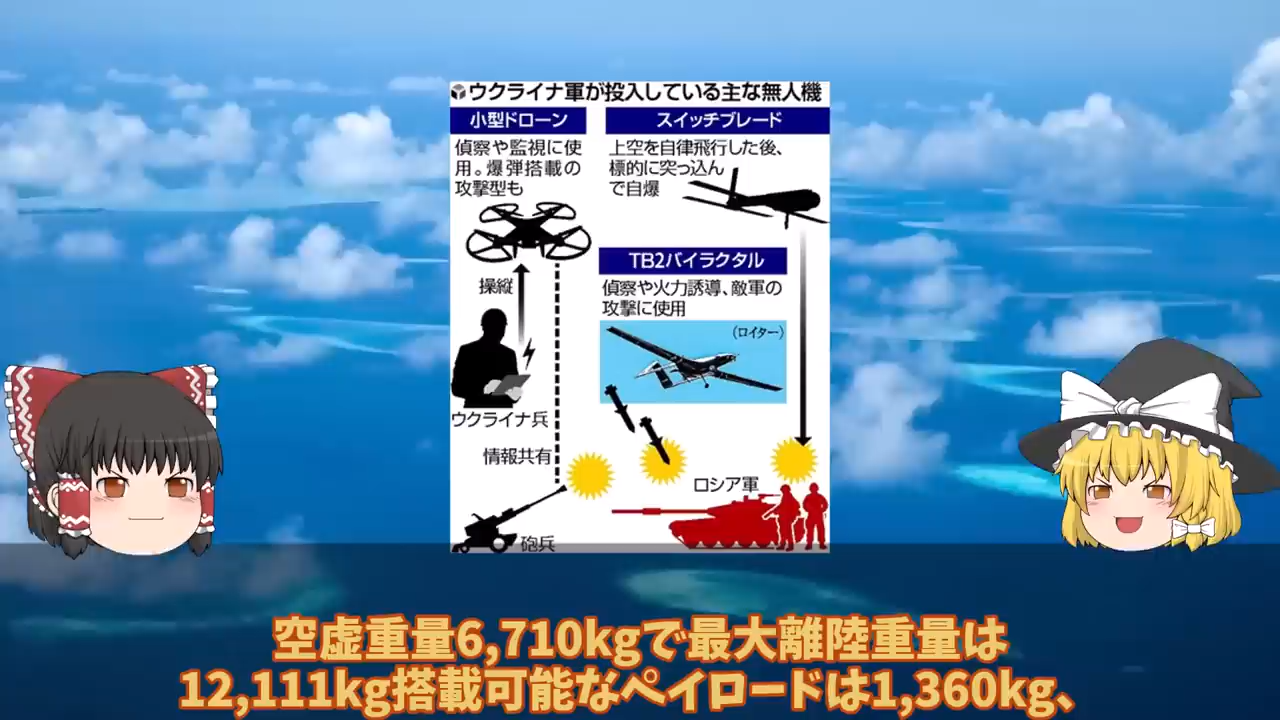 ウクライナ軍が投入している主な無人機
小型ドローン
偵察や監視に使
用。爆弾搭載の
攻撃型も
操縦
ウクライナ兵
情報共有
砲兵
スイッチブレード
上空を自律飛行した後、
標的に突っ込ん
で自爆
TB2バイラクタル
偵察や火力誘導、敵軍の
攻撃に使用
(ロイター)
ロシア軍
空虚重量6,710kgで最大離陸重量は
12,111kg搭載可能なペイロードは1,360kg、